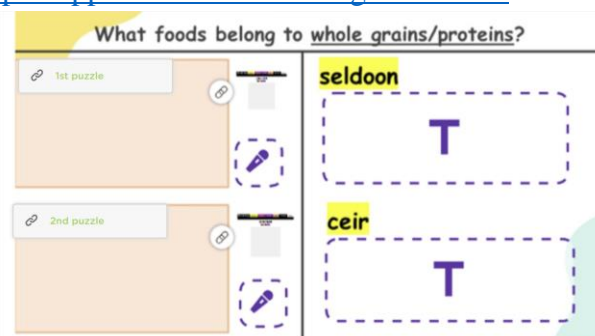 What foods belong to whole grains/proteins?
1st puzzle
seldoon
T
2nd puzzle
ceir
T